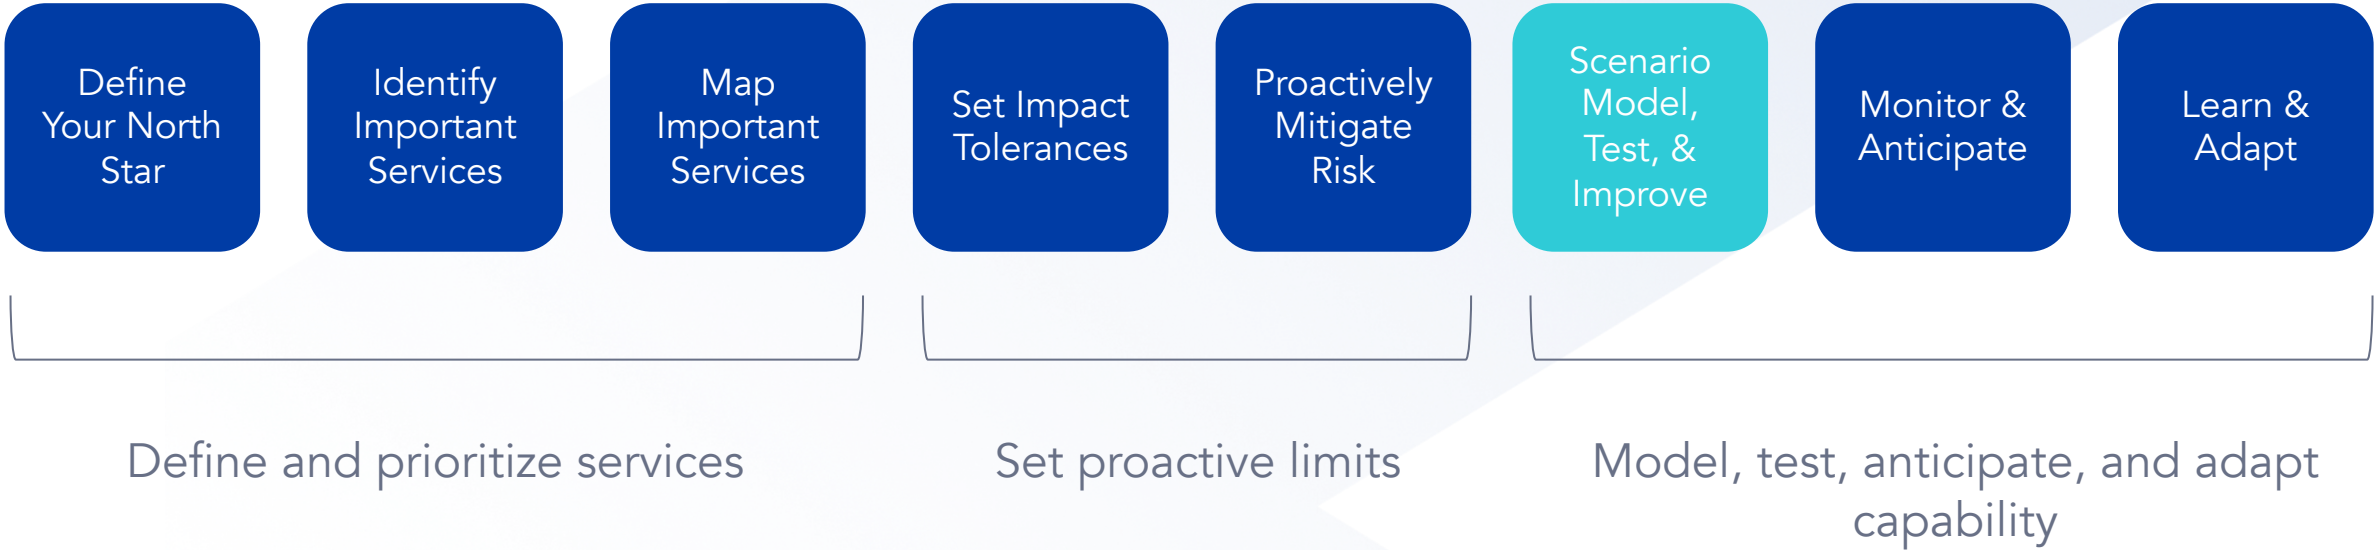 Define
Your North
Star
Identify
Important
Services
Map
Important
Services
Set Impact
Tolerances
Proactively
Mitigate
Risk
Scenario
Model,
Test, &
Improve
Monitor &
Anticipate
Learn &
Adapt
Define and prioritize services
Set proactive limits
Model, test, anticipate, and adapt
capability